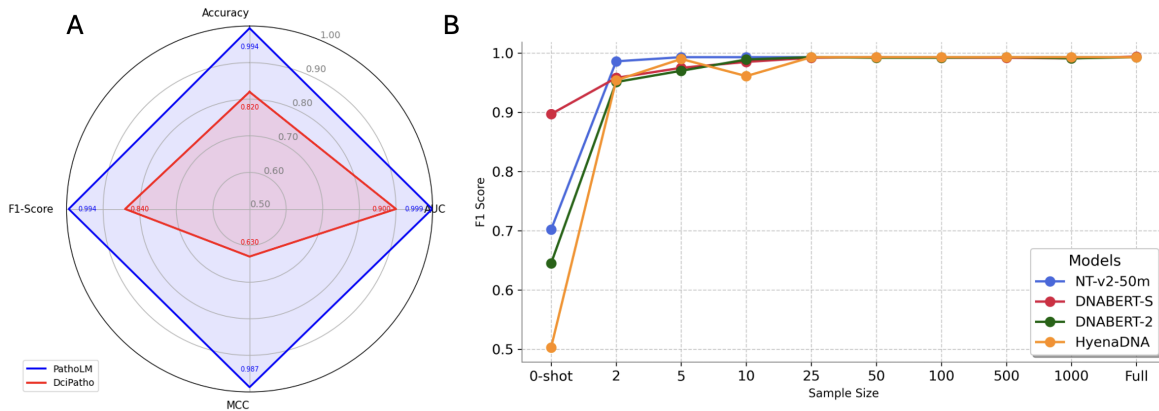 A
Accuracy
1.00
0.994
0.90
0.80
0.820
0.70
0.60
0.50
F1-Score
0.994
0.840
0.900
0.999
AUC
0.630
0.987
MCC
PathoLM
DciPatho
B
F1 Score
1.0
0.9
0.8
0.7
0.6
0.5
0-shot 2 5 10 25 50 100 500 1000 Full
Sample Size
Models
NT-v2-50m
DNABERT-S
DNABERT-2
HyenaDNA